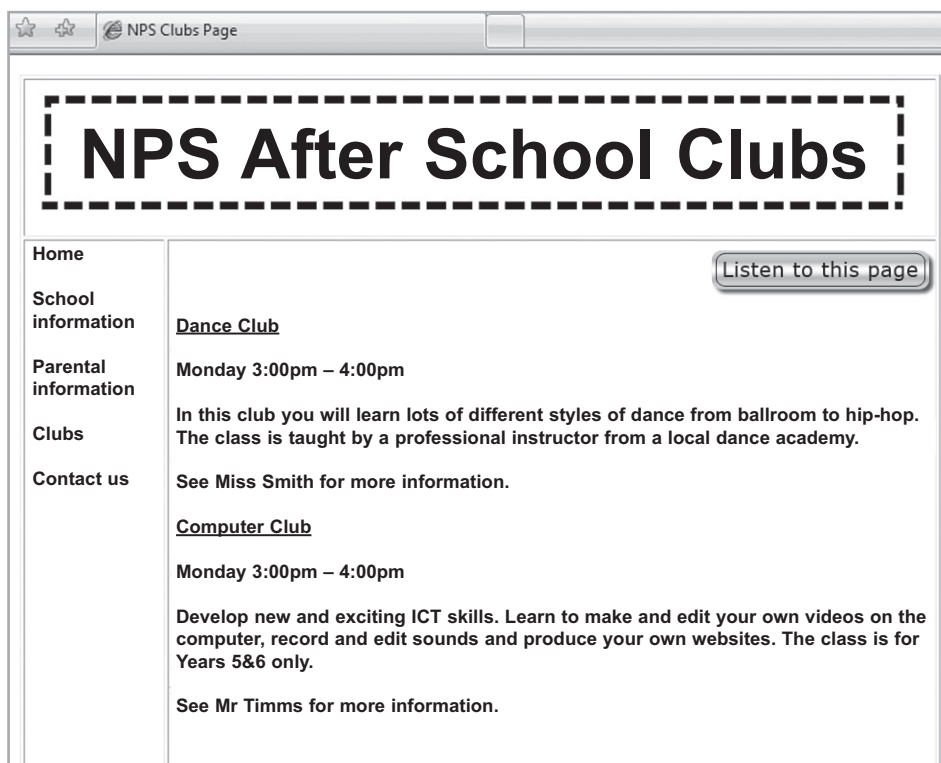 NPS Clubs Page
NPS After School Clubs
Home
School
information
Parental
information
Clubs
Contact us
Listen to this page
Dance Club
Monday 3:00pm – 4:00pm
In this club you will learn lots of different styles of dance from ballroom to hip-hop.
The class is taught by a professional instructor from a local dance academy.
See Miss Smith for more information.
Computer Club
Monday 3:00pm – 4:00pm
Develop new and exciting ICT skills. Learn to make and edit your own videos on the
computer, record and edit sounds and produce your own websites. The class is for
Years 5&6 only.
See Mr Timms for more information.